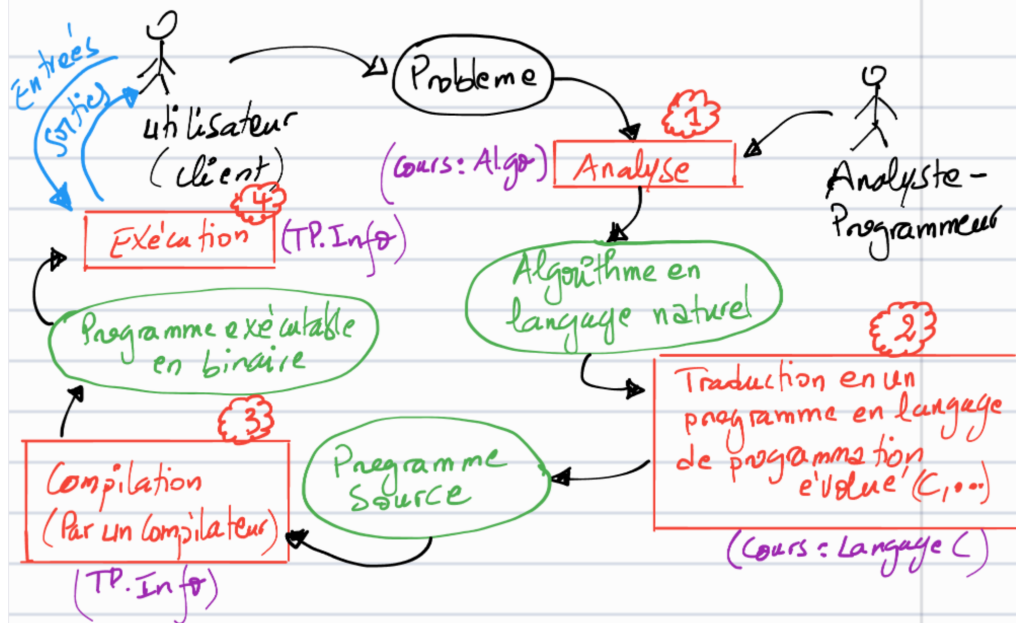 Entrées
Sorties
utilisateur
(client)
Probleme
1
(Cours: Algo)
Analyse
Analyste-
Programmeur
4
Exécution
(TP.Info)
Algorithme en
langage naturel
Programme exécutable
en binaire
2
Traduction en un
programme en langage
de programmation
évolué (C,...)
(Cours : Langage C)
3
Compilation
(Par un Compilateur)
(TP.Info)
Programme
Source